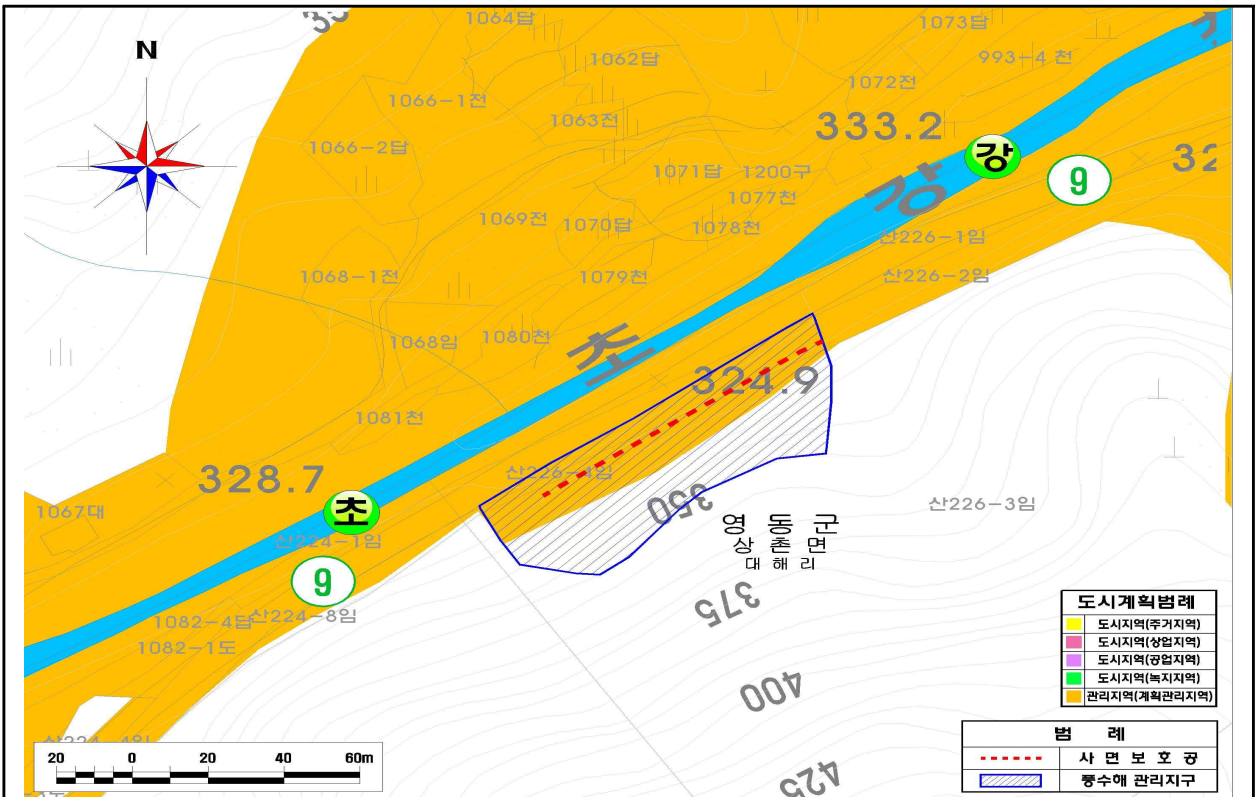 1064답
1073답
1062답
993-4 천
N
1072전
1066-1전
333.2
1063전
강
1066-2답
9
1071답
1200구
1077천
강
1069전
1070답
1078천
산226-1임
1068-1전
1079천
산226-2임
1068임
1080천
초
324.9
1081천
328.7
산226-4임
350
산226-3임
1067대
초
영 동 군
산224-1임
상 촌 면
대 해 리
9
375
1082-4답
산224-8임
1082-1도
400
425
산224-4임
20 0 20 40 60m
도시계획범례
도시지역(주거지역)
도시지역(상업지역)
도시지역(공업지역)
도시지역(녹지지역)
관리지역(계획관리지역)
범 례
사 면 보 호 공
풍수해 관리지구